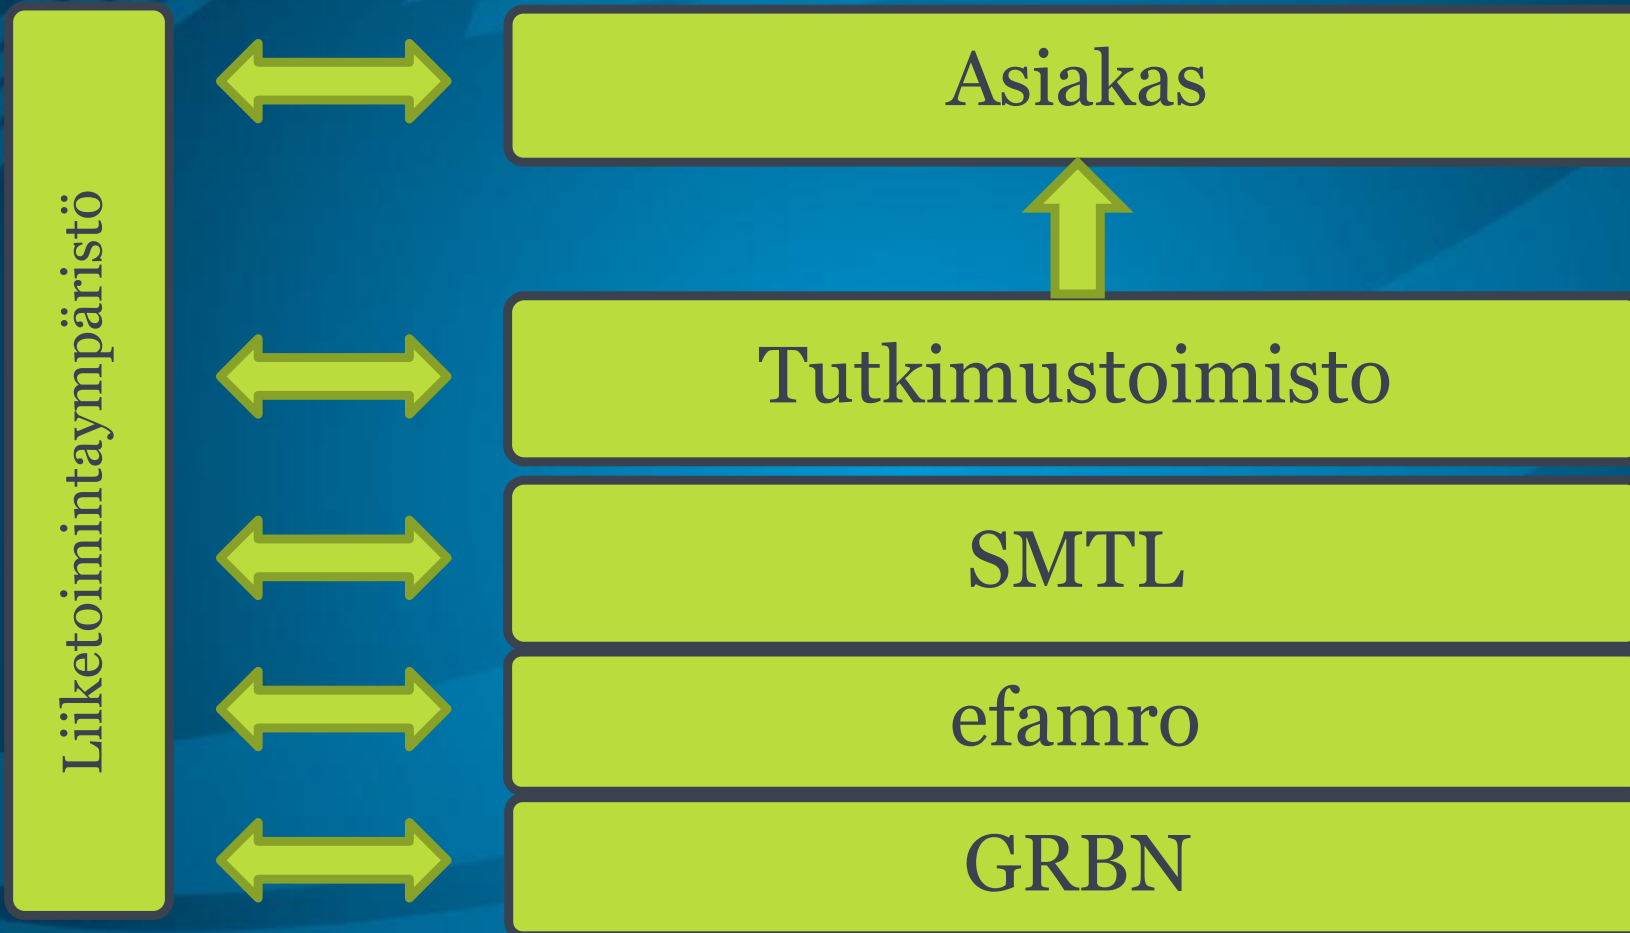 Liiketoimintaympäristö
Asiakas
Tutkimustoimisto
SMTL
efamro
GRBN